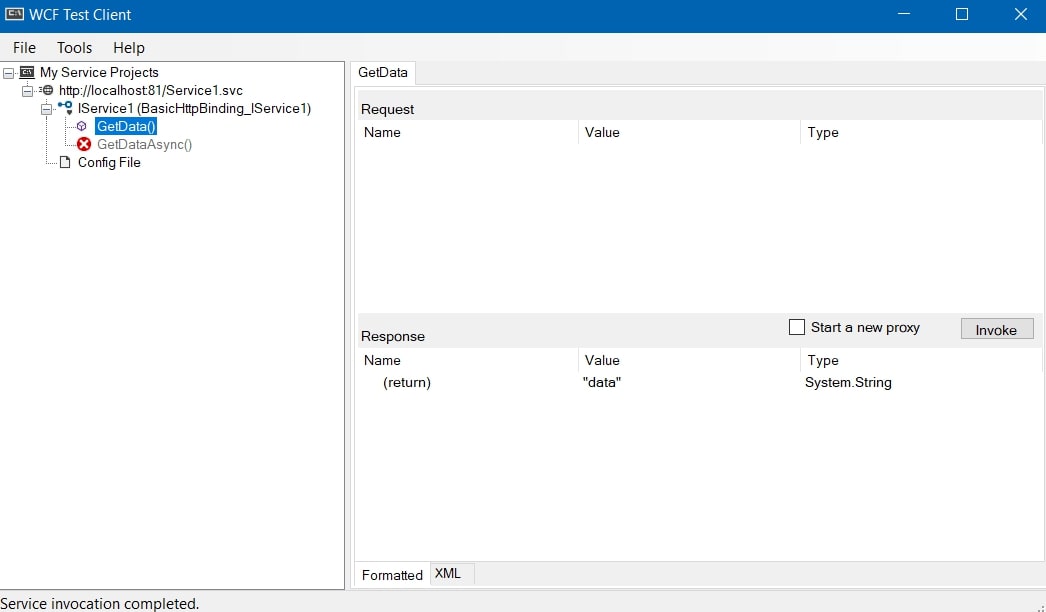 WCF Test Client
File Tools Help
My Service Projects
http://localhost:81/Service1.svc
IService1 (BasicHttpBinding_IService1)
GetData()
GetDataAsync()
Config File
GetData
Request
Name Value Type
Response
Start a new proxy Invoke
Name Value Type
(return) "data" System.String
Formatted XML
Service invocation completed.